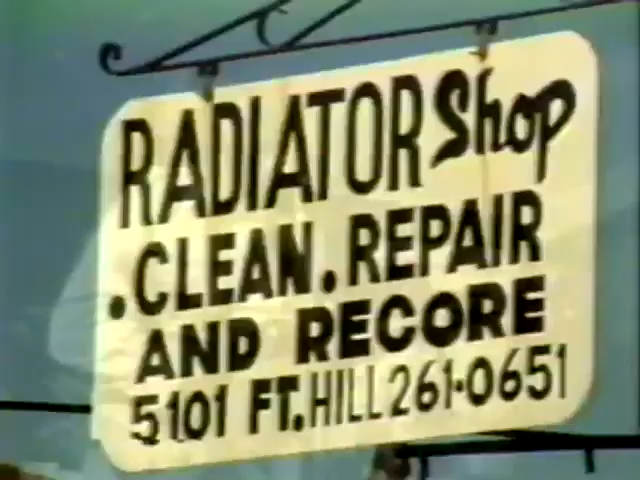 RADIATOR Shop
.CLEAN.REPAIR
AND RECORE
5101 FT.HILL 261-0651